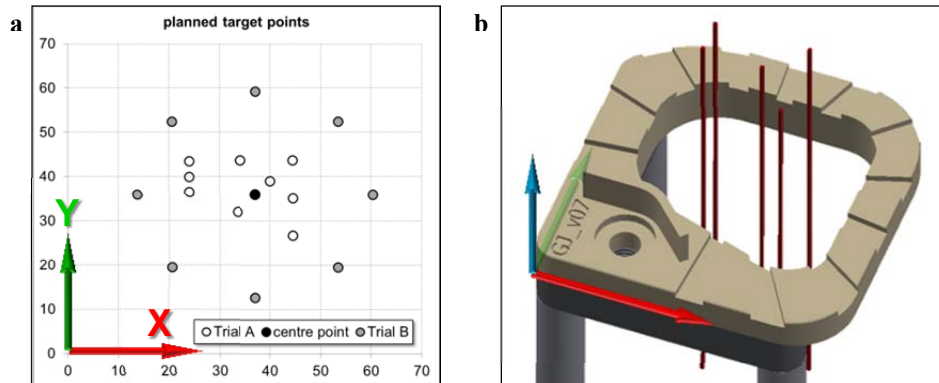 a
planned target points
70
60
50
40
30
20
10
0
Y
X
Trial A centre point Trial B
0 10 20 30 40 50 60 70
b
GJ_v07